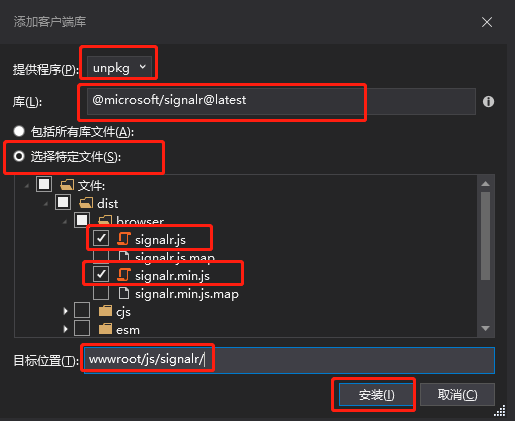 添加客户端库
提供程序(P): unpkg
库(L): @microsoft/signalr@latest
包括所有库文件(A):
选择特定文件(S):
文件:
dist
browser
signalr.js
signalr.js.map
signalr.min.js
signalr.min.js.map
cjs
esm
目标位置(T): wwwroot/js/signalr/
安装(I) 取消(C)